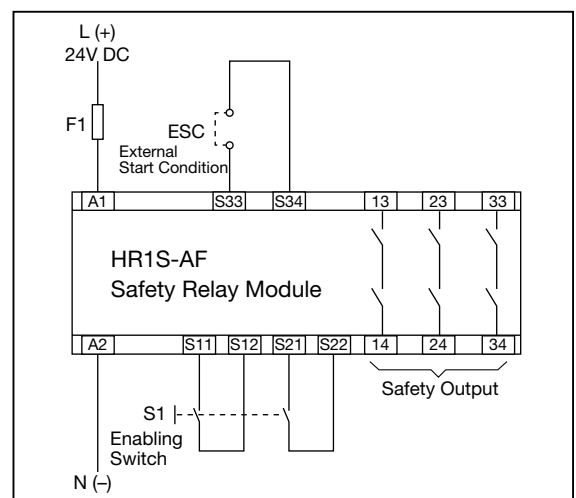 L (+)
24V DC
F1
ESC
External
Start Condition
A1 S33 S34 13 23 33
HR1S-AF
Safety Relay Module
A2 S11 S12 S21 S22 14 24 34
Safety Output
S1
Enabling
Switch
N (–)